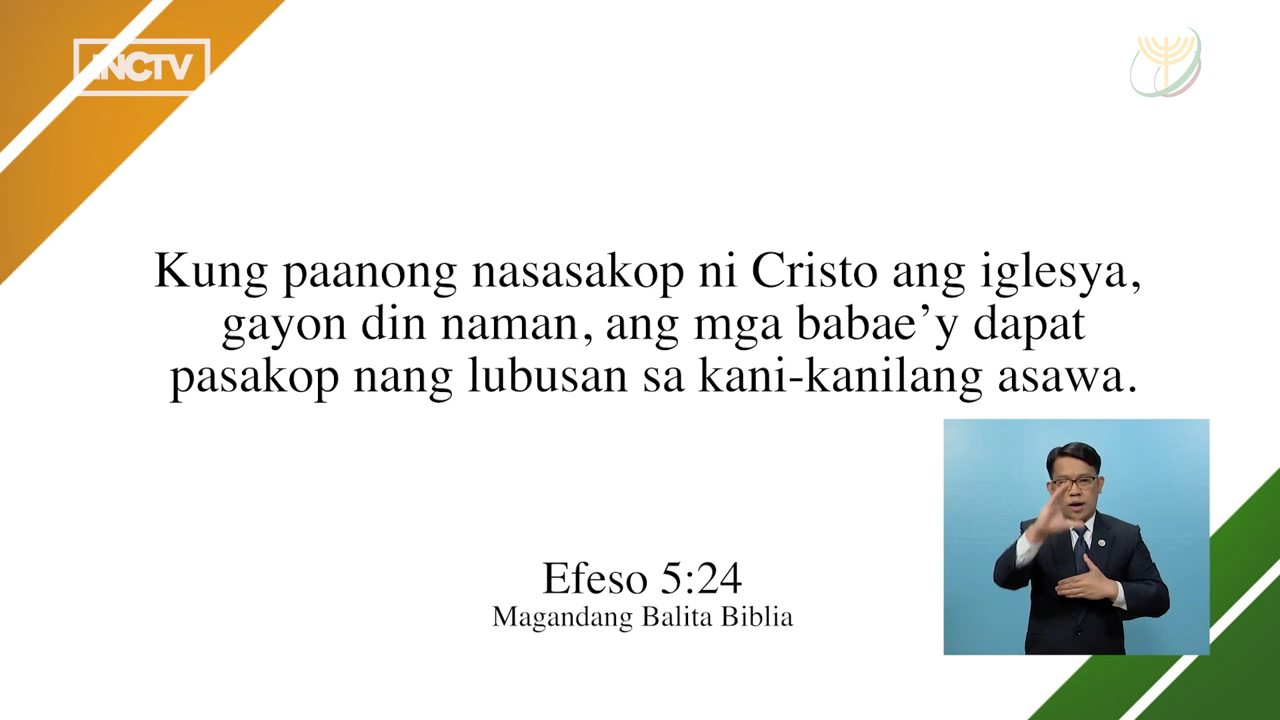 INCTV
Kung paanong nasasakop ni Cristo ang iglesya,
gayon din naman, ang mga babae’y dapat
pasakop nang lubusan sa kani-kanilang asawa.
Efeso 5:24
Magandang Balita Biblia